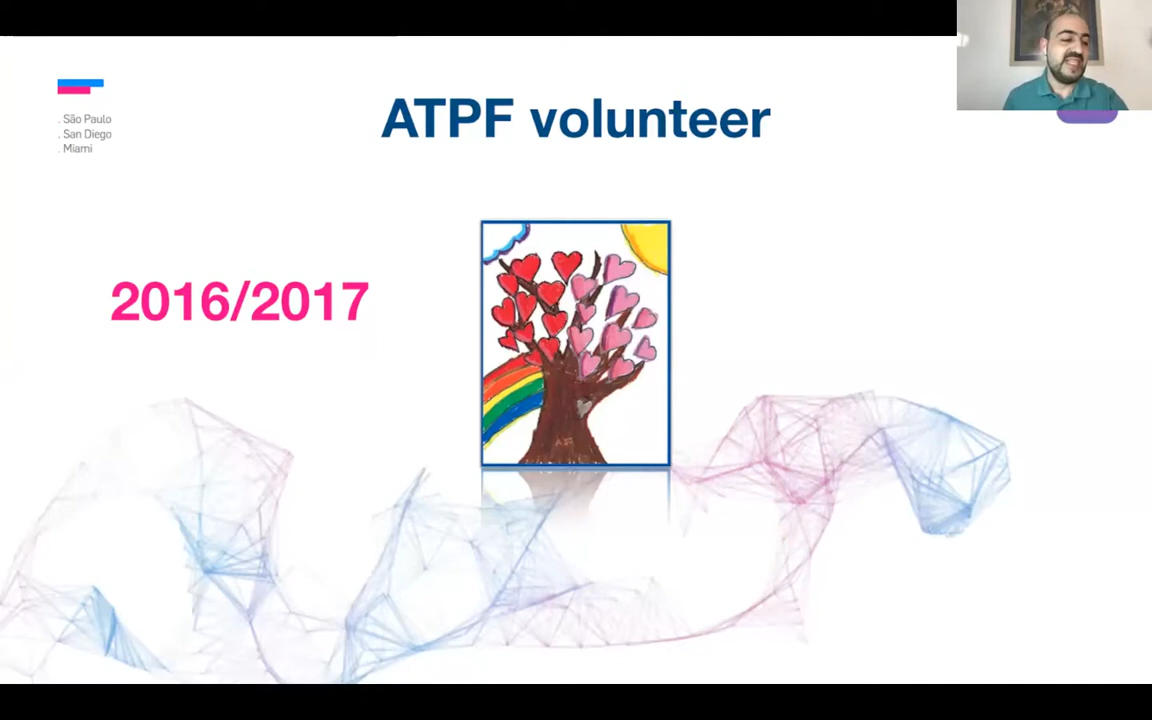 . São Paulo
. San Diego
. Miami
ATPF volunteer
2016/2017